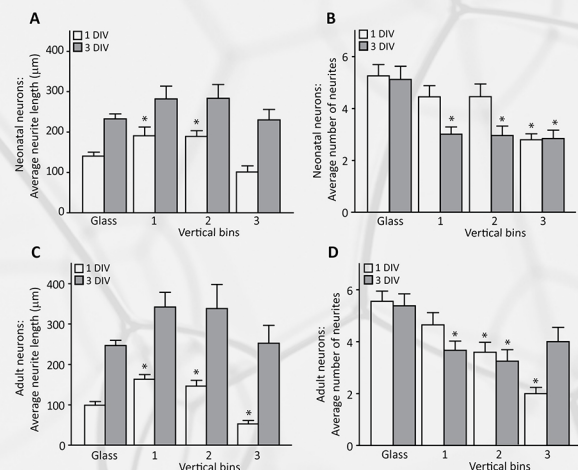 A
1 DIV
3 DIV
400
300
200
100
0
Neonatal neurons:
Average neurite length (µm)
*
*
Glass
1
2
3
Vertical bins
B
1 DIV
3 DIV
6
4
2
0
Neonatal neurons:
Average number of neurites
*
*
*
*
Glass
1
2
3
Vertical bins
C
1 DIV
3 DIV
400
300
200
100
0
Adult neurons:
Average neurite length (µm)
*
*
*
Glass
1
2
3
Vertical bins
D
1 DIV
3 DIV
6
4
2
0
Adult neurons:
Average number of neurites
*
*
*
*
Glass
1
2
3
Vertical bins